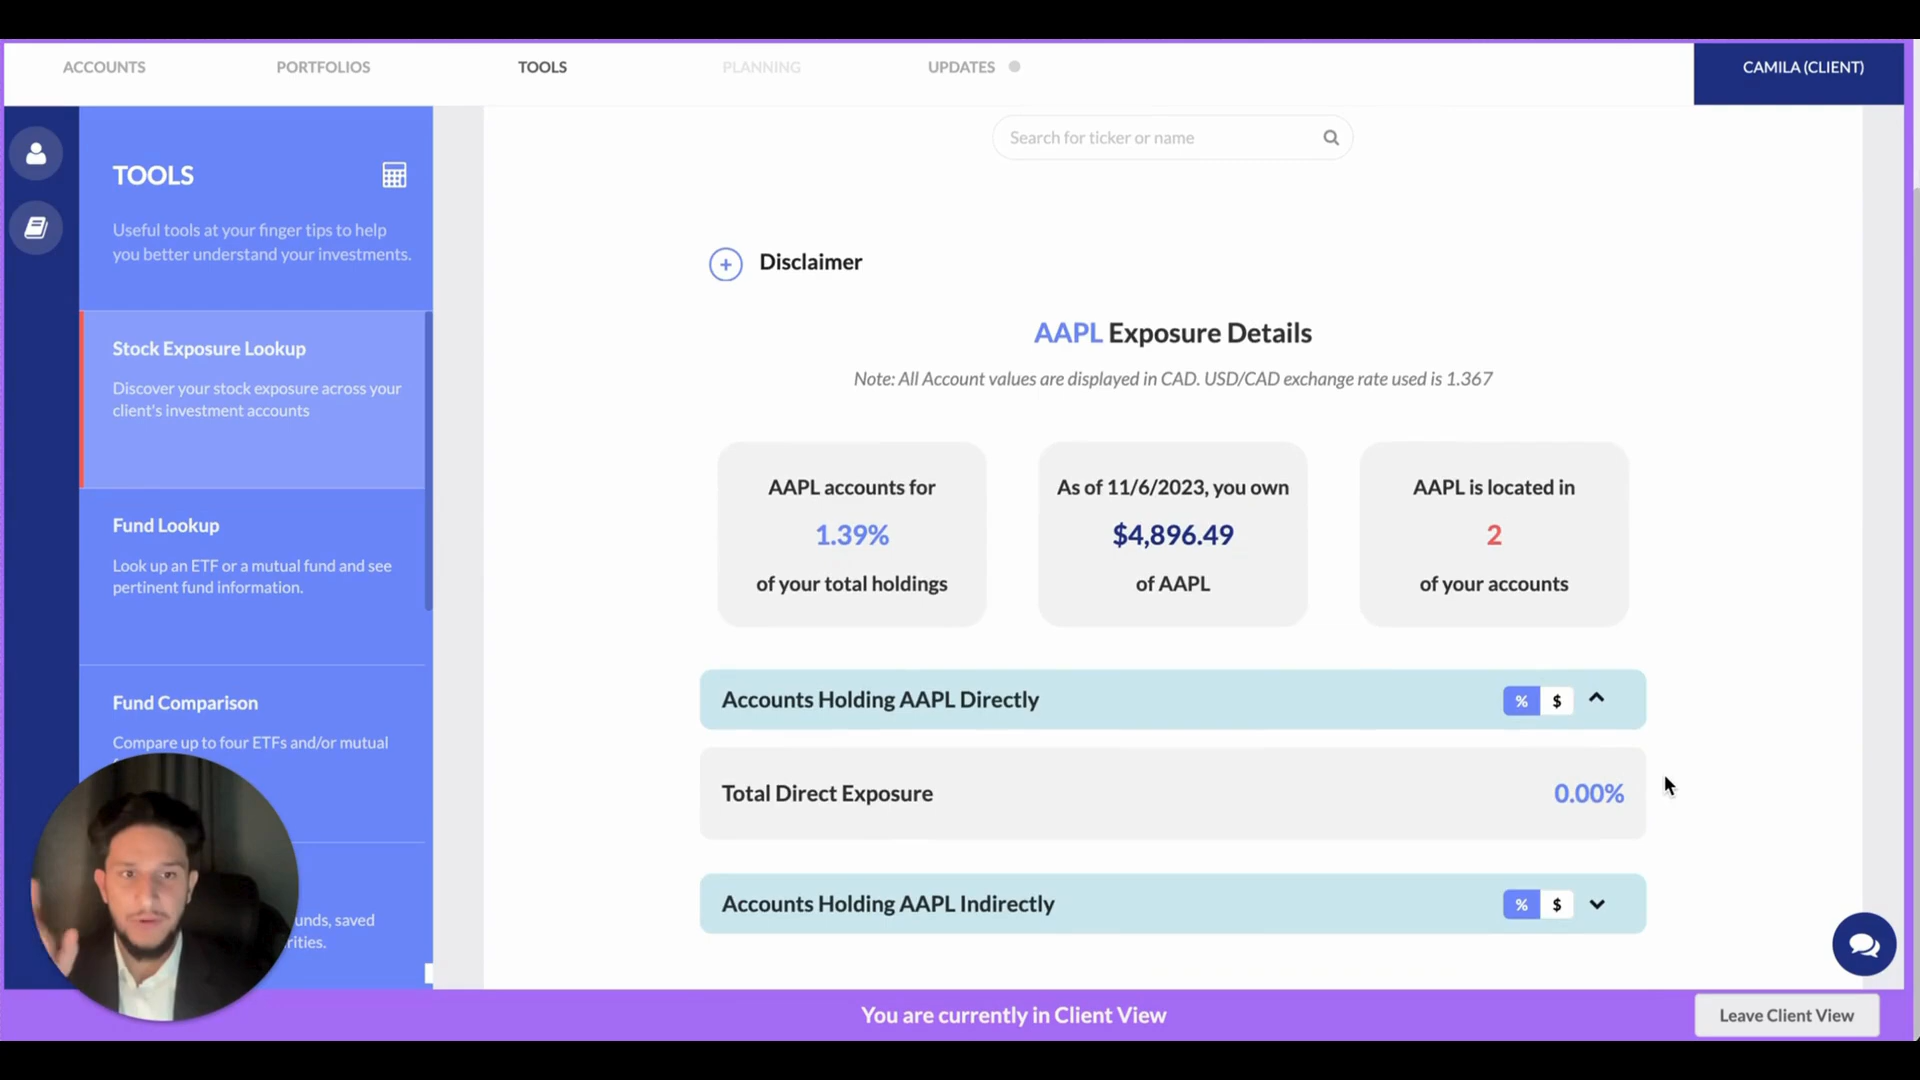 ACCOUNTS
PORTFOLIOS
TOOLS
PLANNING
UPDATES
CAMILA (CLIENT)
TOOLS
Useful tools at your finger tips to help
you better understand your investments.
Stock Exposure Lookup
Discover your stock exposure across your
client's investment accounts
Fund Lookup
Look up an ETF or a mutual fund and see
pertinent fund information.
Fund Comparison
Compare up to four ETFs and/or mutual
unds, saved
rities.
Search for ticker or name
+
Disclaimer
AAPL Exposure Details
Note: All Account values are displayed in CAD. USD/CAD exchange rate used is 1.367
AAPL accounts for
1.39%
of your total holdings
As of 11/6/2023, you own
$4,896.49
of AAPL
AAPL is located in
2
of your accounts
Accounts Holding AAPL Directly
% $
Total Direct Exposure
0.00%
Accounts Holding AAPL Indirectly
% $
You are currently in Client View
Leave Client View